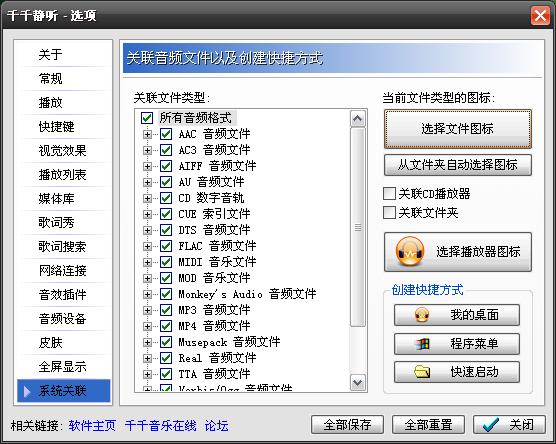 千千静听 - 选项
关于
常规
播放
快捷键
视觉效果
播放列表
媒体库
歌词秀
歌词搜索
网络连接
音效插件
音频设备
皮肤
全屏显示
系统关联
关联音频文件以及创建快捷方式
关联文件类型:
所有音频格式
AAC 音频文件
AC3 音频文件
AIFF 音频文件
AU 音频文件
CD 数字音轨
CUE 索引文件
DTS 音频文件
FLAC 音频文件
MIDI 音乐文件
MOD 音乐文件
Monkey's Audio 音频文件
MP3 音频文件
MP4 音频文件
Musepack 音频文件
Real 音频文件
TTA 音频文件
Vorbis/Ogg 音频文件
当前文件类型的图标:
选择文件图标
从文件夹自动选择图标
关联CD播放器
关联文件夹
选择播放器图标
创建快捷方式
我的桌面
程序菜单
快速启动
相关链接: 软件主页 千千音乐在线 论坛
全部保存 全部重置 关闭